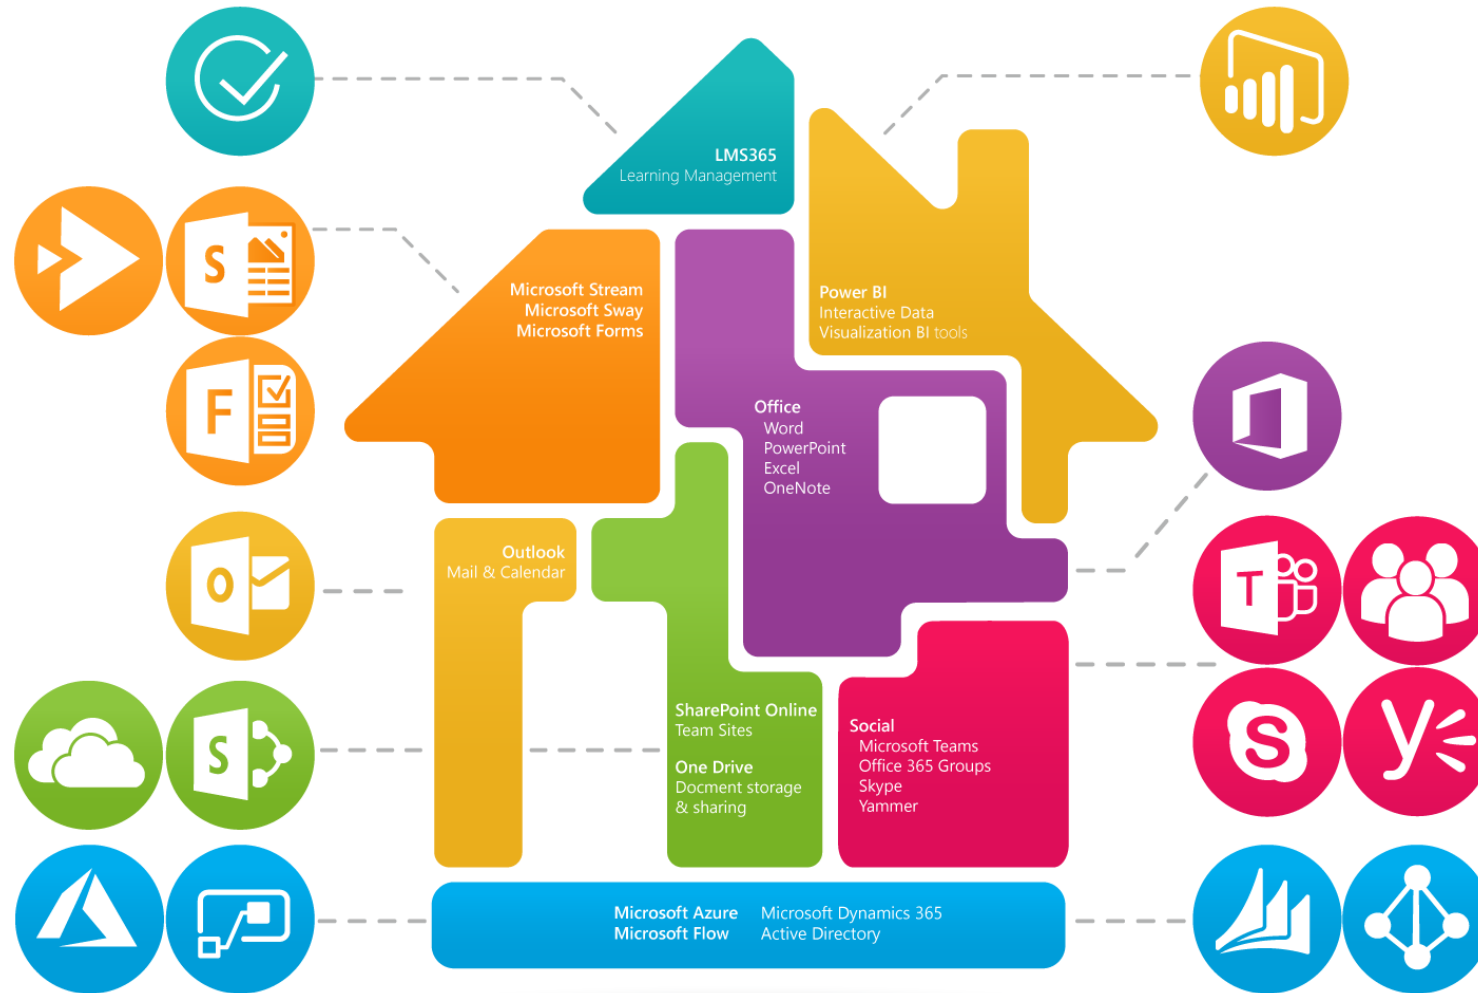 LMS365
Learning Management
Microsoft Stream
Microsoft Sway
Microsoft Forms
Power BI
Interactive Data
Visualization BI tools
Office
Word
PowerPoint
Excel
OneNote
Outlook
Mail & Calendar
SharePoint Online
Team Sites
One Drive
Docment storage
& sharing
Social
Microsoft Teams
Office 365 Groups
Skype
Yammer
Microsoft Azure Microsoft Dynamics 365
Microsoft Flow Active Directory
S
F
O
S
T
S
y